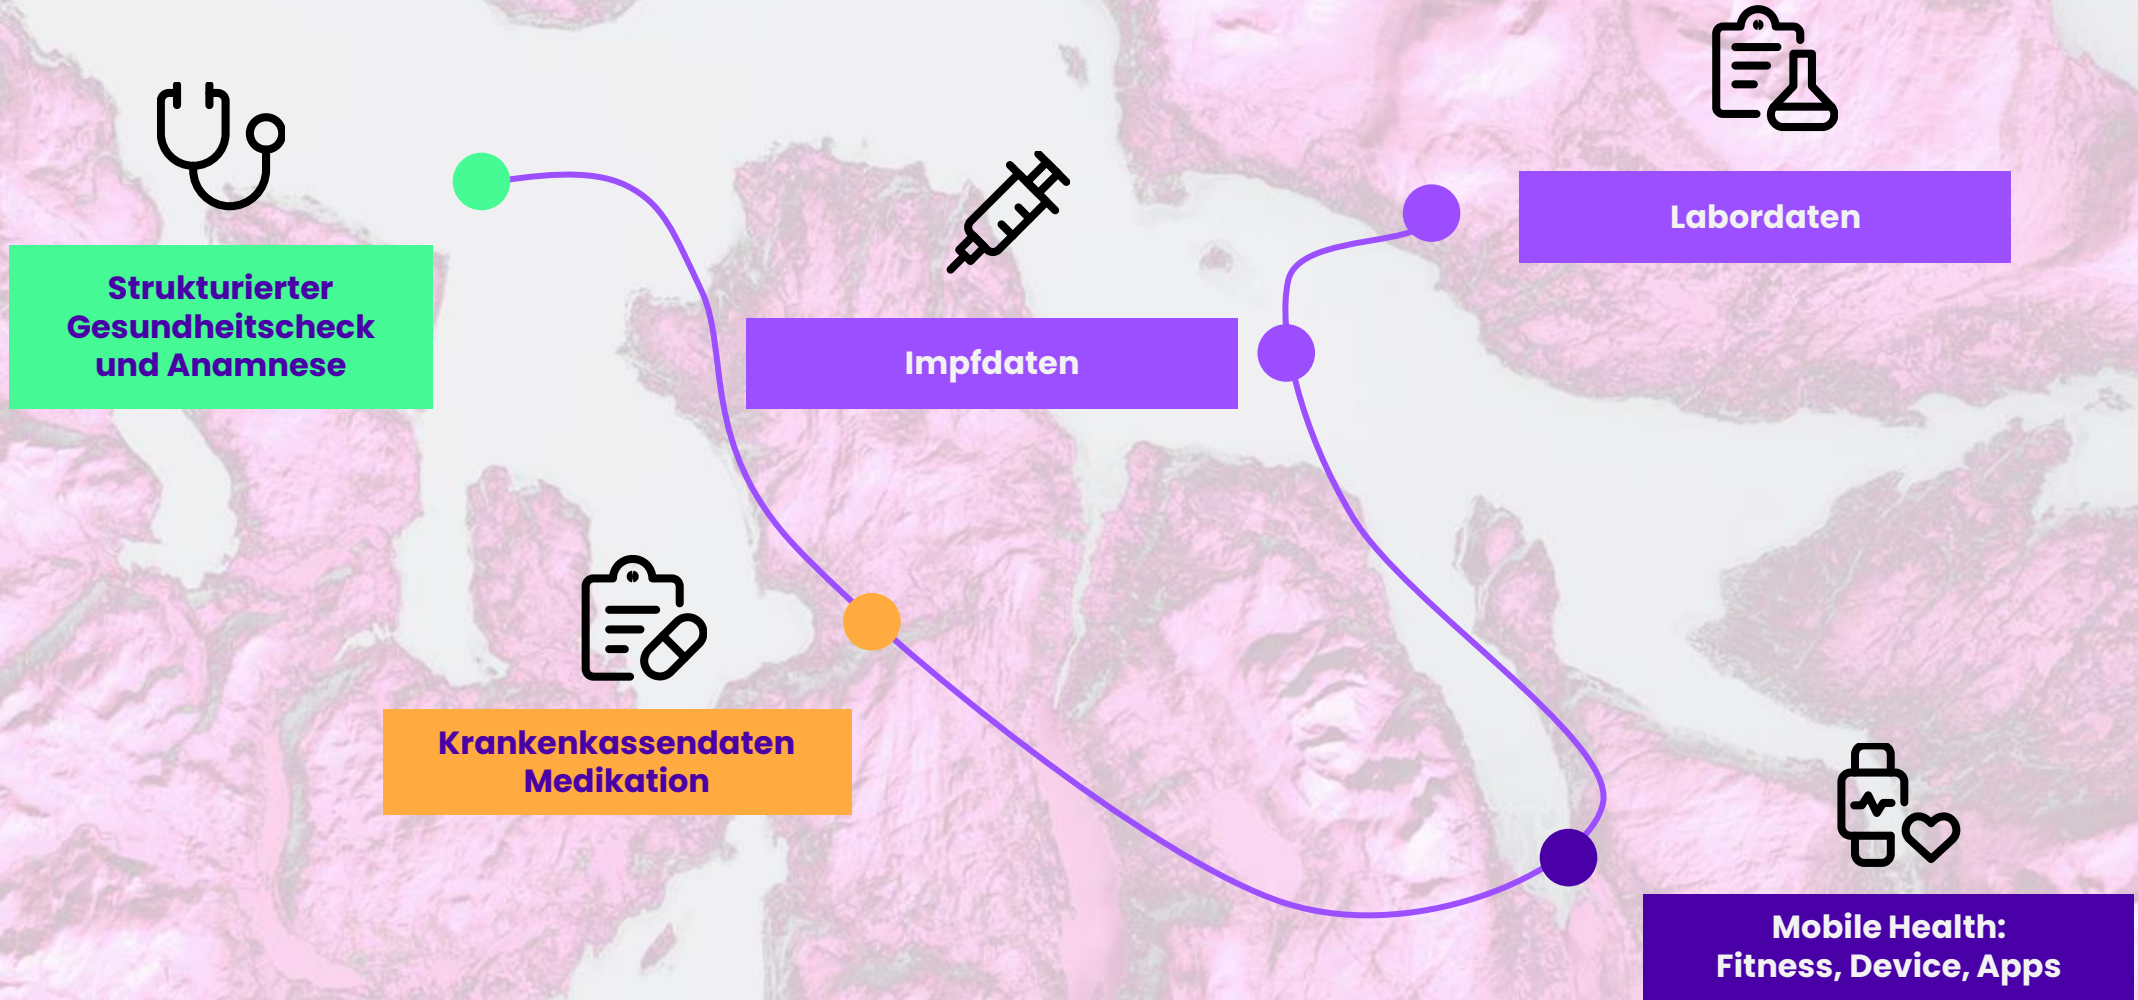 Strukturierter
Gesundheitscheck
und Anamnese
Krankenkassendaten
Medikation
Impfdaten
Labordaten
Mobile Health:
Fitness, Device, Apps